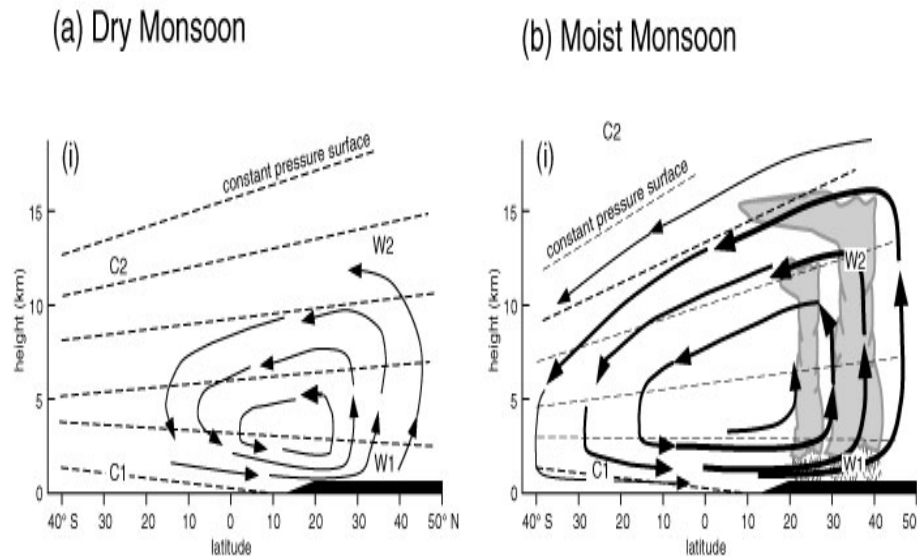 (a) Dry Monsoon
(i)
constant pressure surface
15
10
5
0
height (km)
C2
W2
C1
W1
40° S 30 20 10 0 10 20 30 40 50° N
latitude
(b) Moist Monsoon
C2
(i)
constant pressure surface
15
10
5
0
height (km)
W2
C1
W1
40° S 30 20 10 0 10 20 30 40 50
latitude